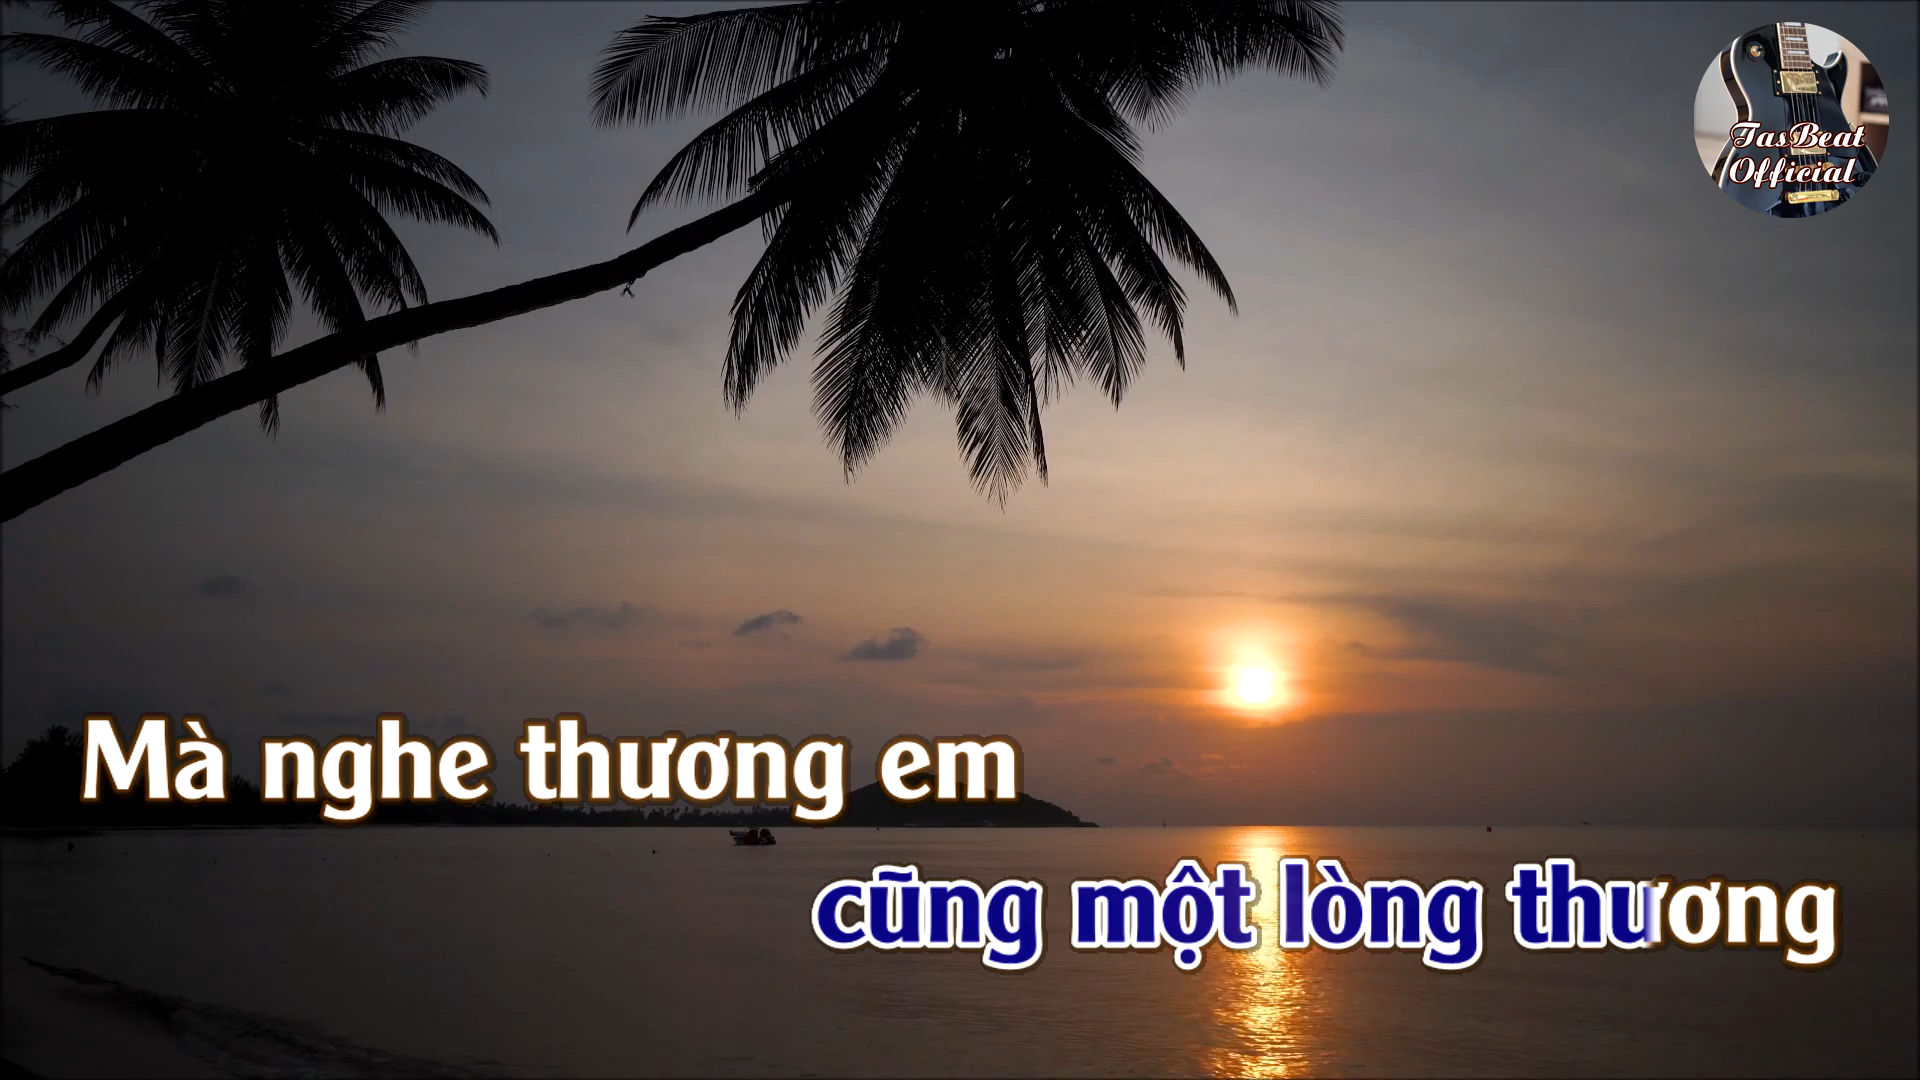 TasBeat
Official
Mà nghe thương em
cũng một lòng thương